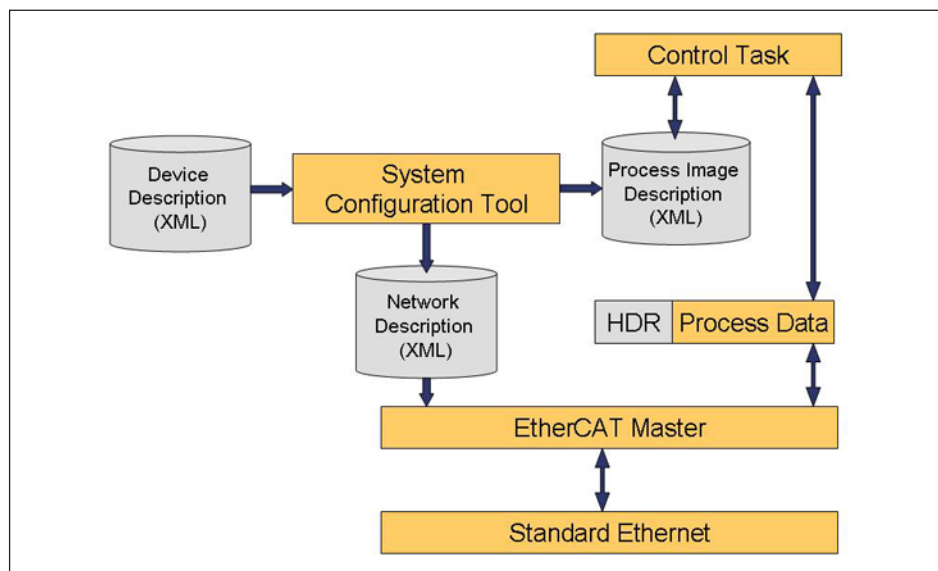 Control Task
Device
Description
(XML)
System
Configuration Tool
Process Image
Description
(XML)
Network
Description
(XML)
HDR
Process Data
EtherCAT Master
Standard Ethernet